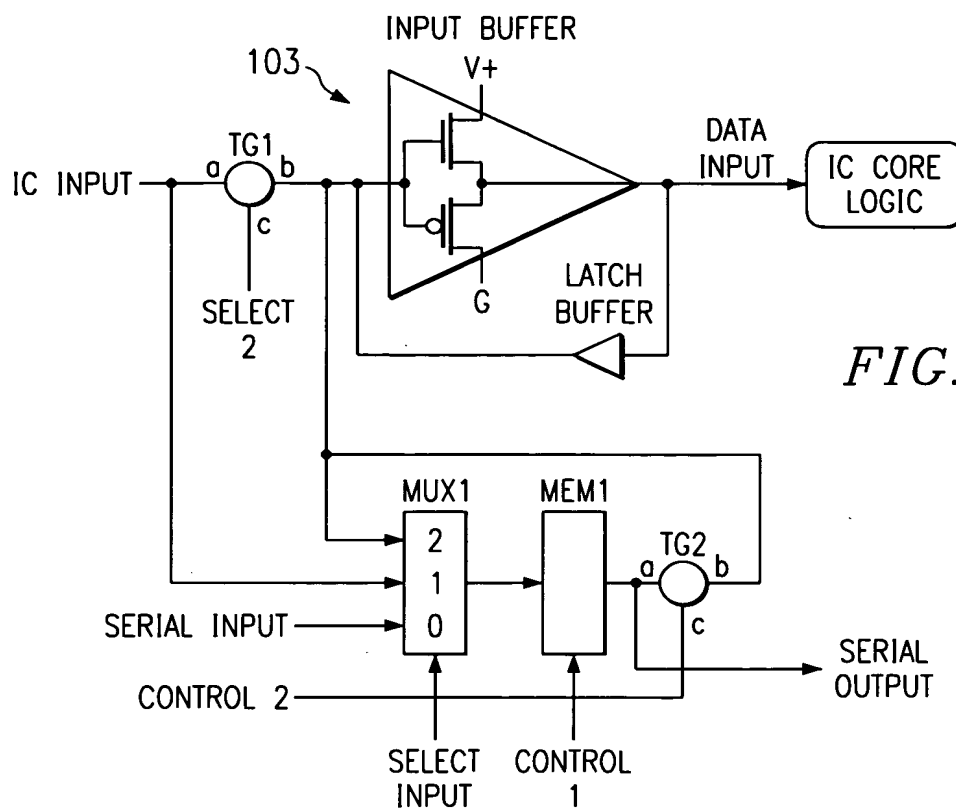 INPUT BUFFER
103
V+
TG1
DATA
INPUT
IC INPUT
a
b
c
IC CORE
LOGIC
SELECT
2
G
LATCH
BUFFER
FIG.
MUX1
MEM1
2
1
0
TG2
a
b
c
SERIAL INPUT
CONTROL 2
SERIAL
OUTPUT
SELECT
INPUT
CONTROL
1